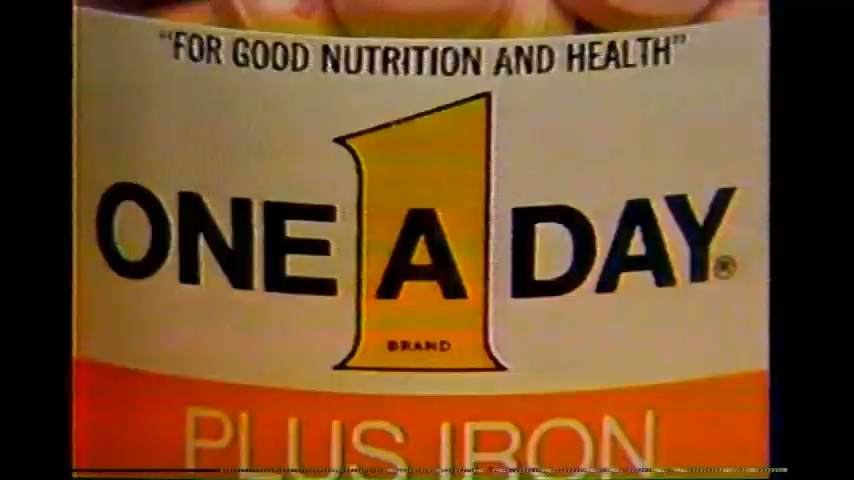 "FOR GOOD NUTRITION AND HEALTH"
ONE A DAY®
BRAND
PLUS IRON